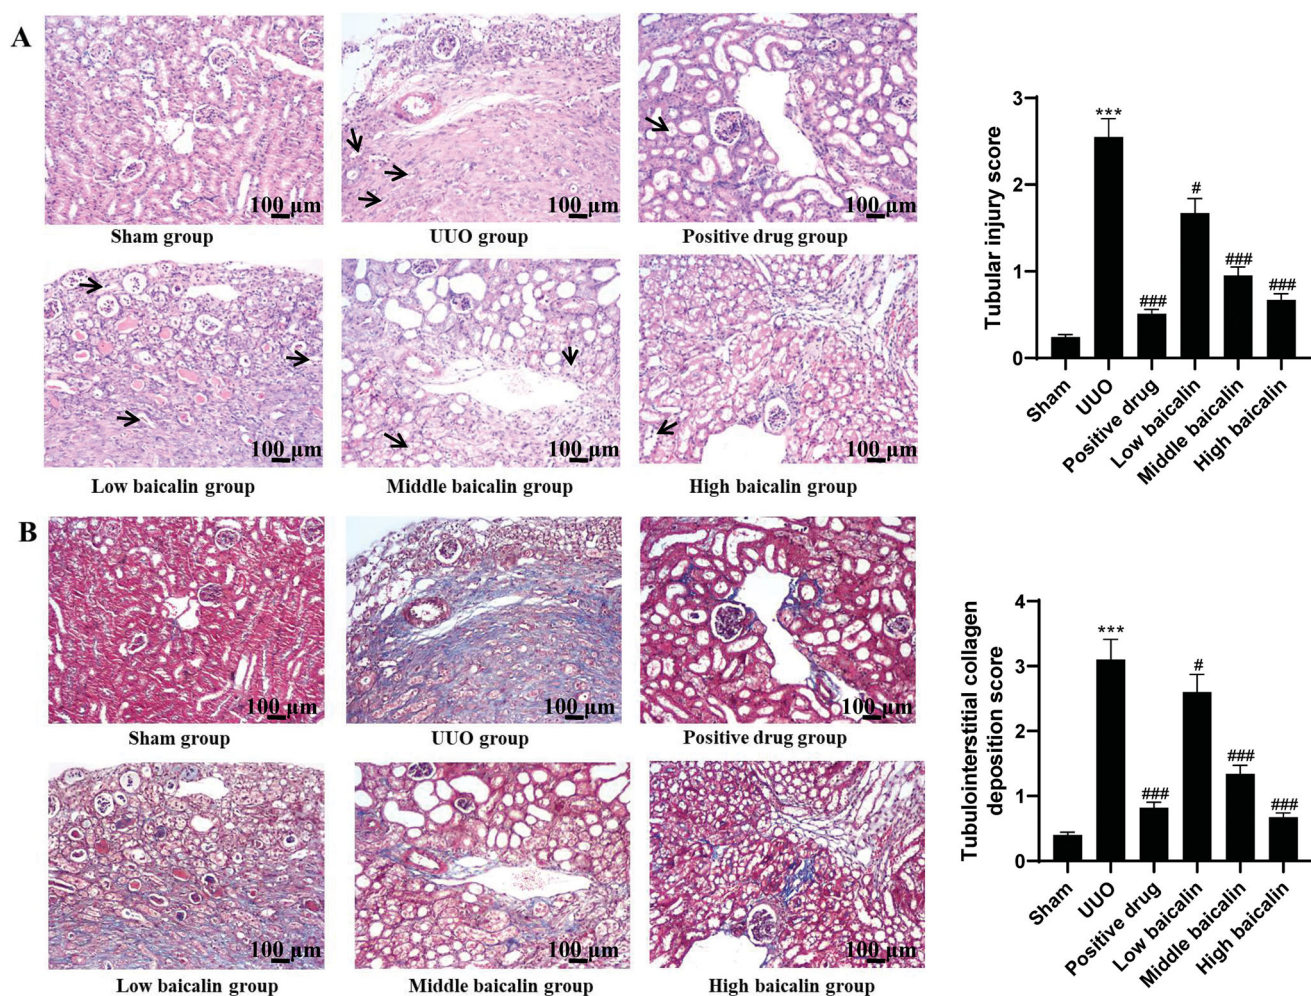 A
100 μm
100 μm
100 μm
Sham group
UUO group
Positive drug group
100 μm
100 μm
100 μm
Low baicalin group
Middle baicalin group
High baicalin group
Tubular injury score
3
2
1
0
***
###
#
###
###
Sham
UUO
Positive drug
Low baicalin
Middle baicalin
High baicalin
B
100 μm
100 μm
100 μm
Sham group
UUO group
Positive drug group
100 μm
100 μm
100 μm
Low baicalin group
Middle baicalin group
High baicalin group
Tubulointerstitial collagen
deposition score
4
3
2
1
0
***
###
#
###
###
Sham
UUO
Positive drug
Low baicalin
Middle baicalin
High baicalin